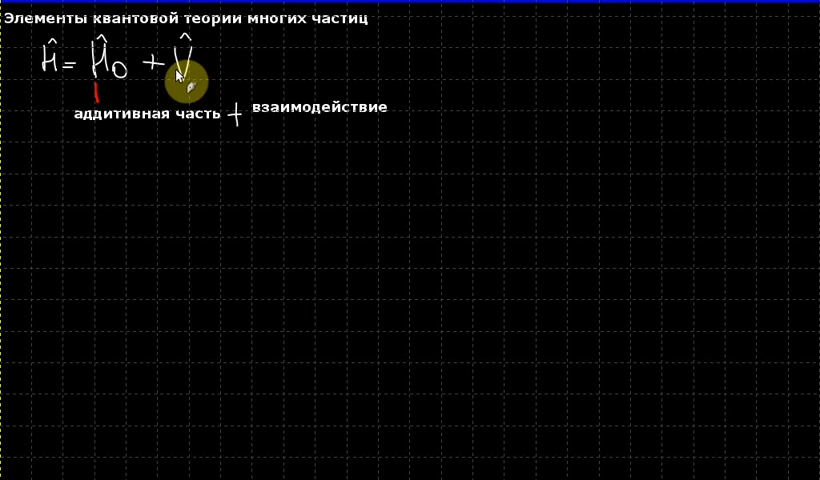 Элементы квантовой теории многих частиц
Ĥ = Ĥ₀ + V̂
аддитивная часть + взаимодействие